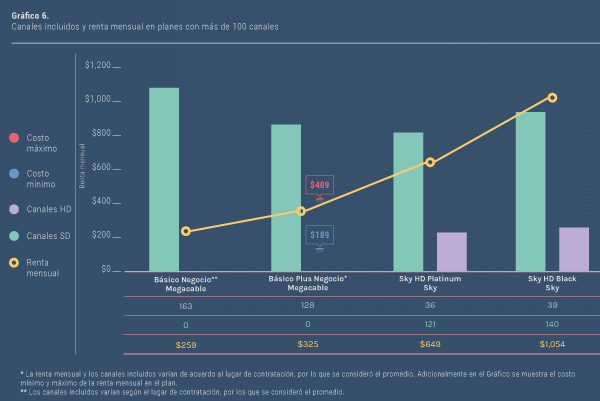 Gráfico 6.
Canales incluidos y renta mensual en planes con más de 100 canales
$1,200
$1,000
$800
$600
$400
$200
$0
Renta mensual
Costo
máximo
Costo
mínimo
Canales HD
Canales SD
Renta
mensual
$409
$189
Básico Negocio**
Megacable
Básico Plus Negocio*
Megacable
Sky HD Platinum
Sky
Sky HD Black
Sky
163 128 36 39
0 0 121 140
$259 $325 $649 $1,054
* La renta mensual y los canales incluidos varían de acuerdo al lugar de contratación, por lo que se consideró el promedio. Adicionalmente en el Gráfico se muestra el costo
mínimo y máximo de la renta mensual en el plan.
** Los canales incluidos varían según el lugar de contratación, por los que se consideró el promedio.